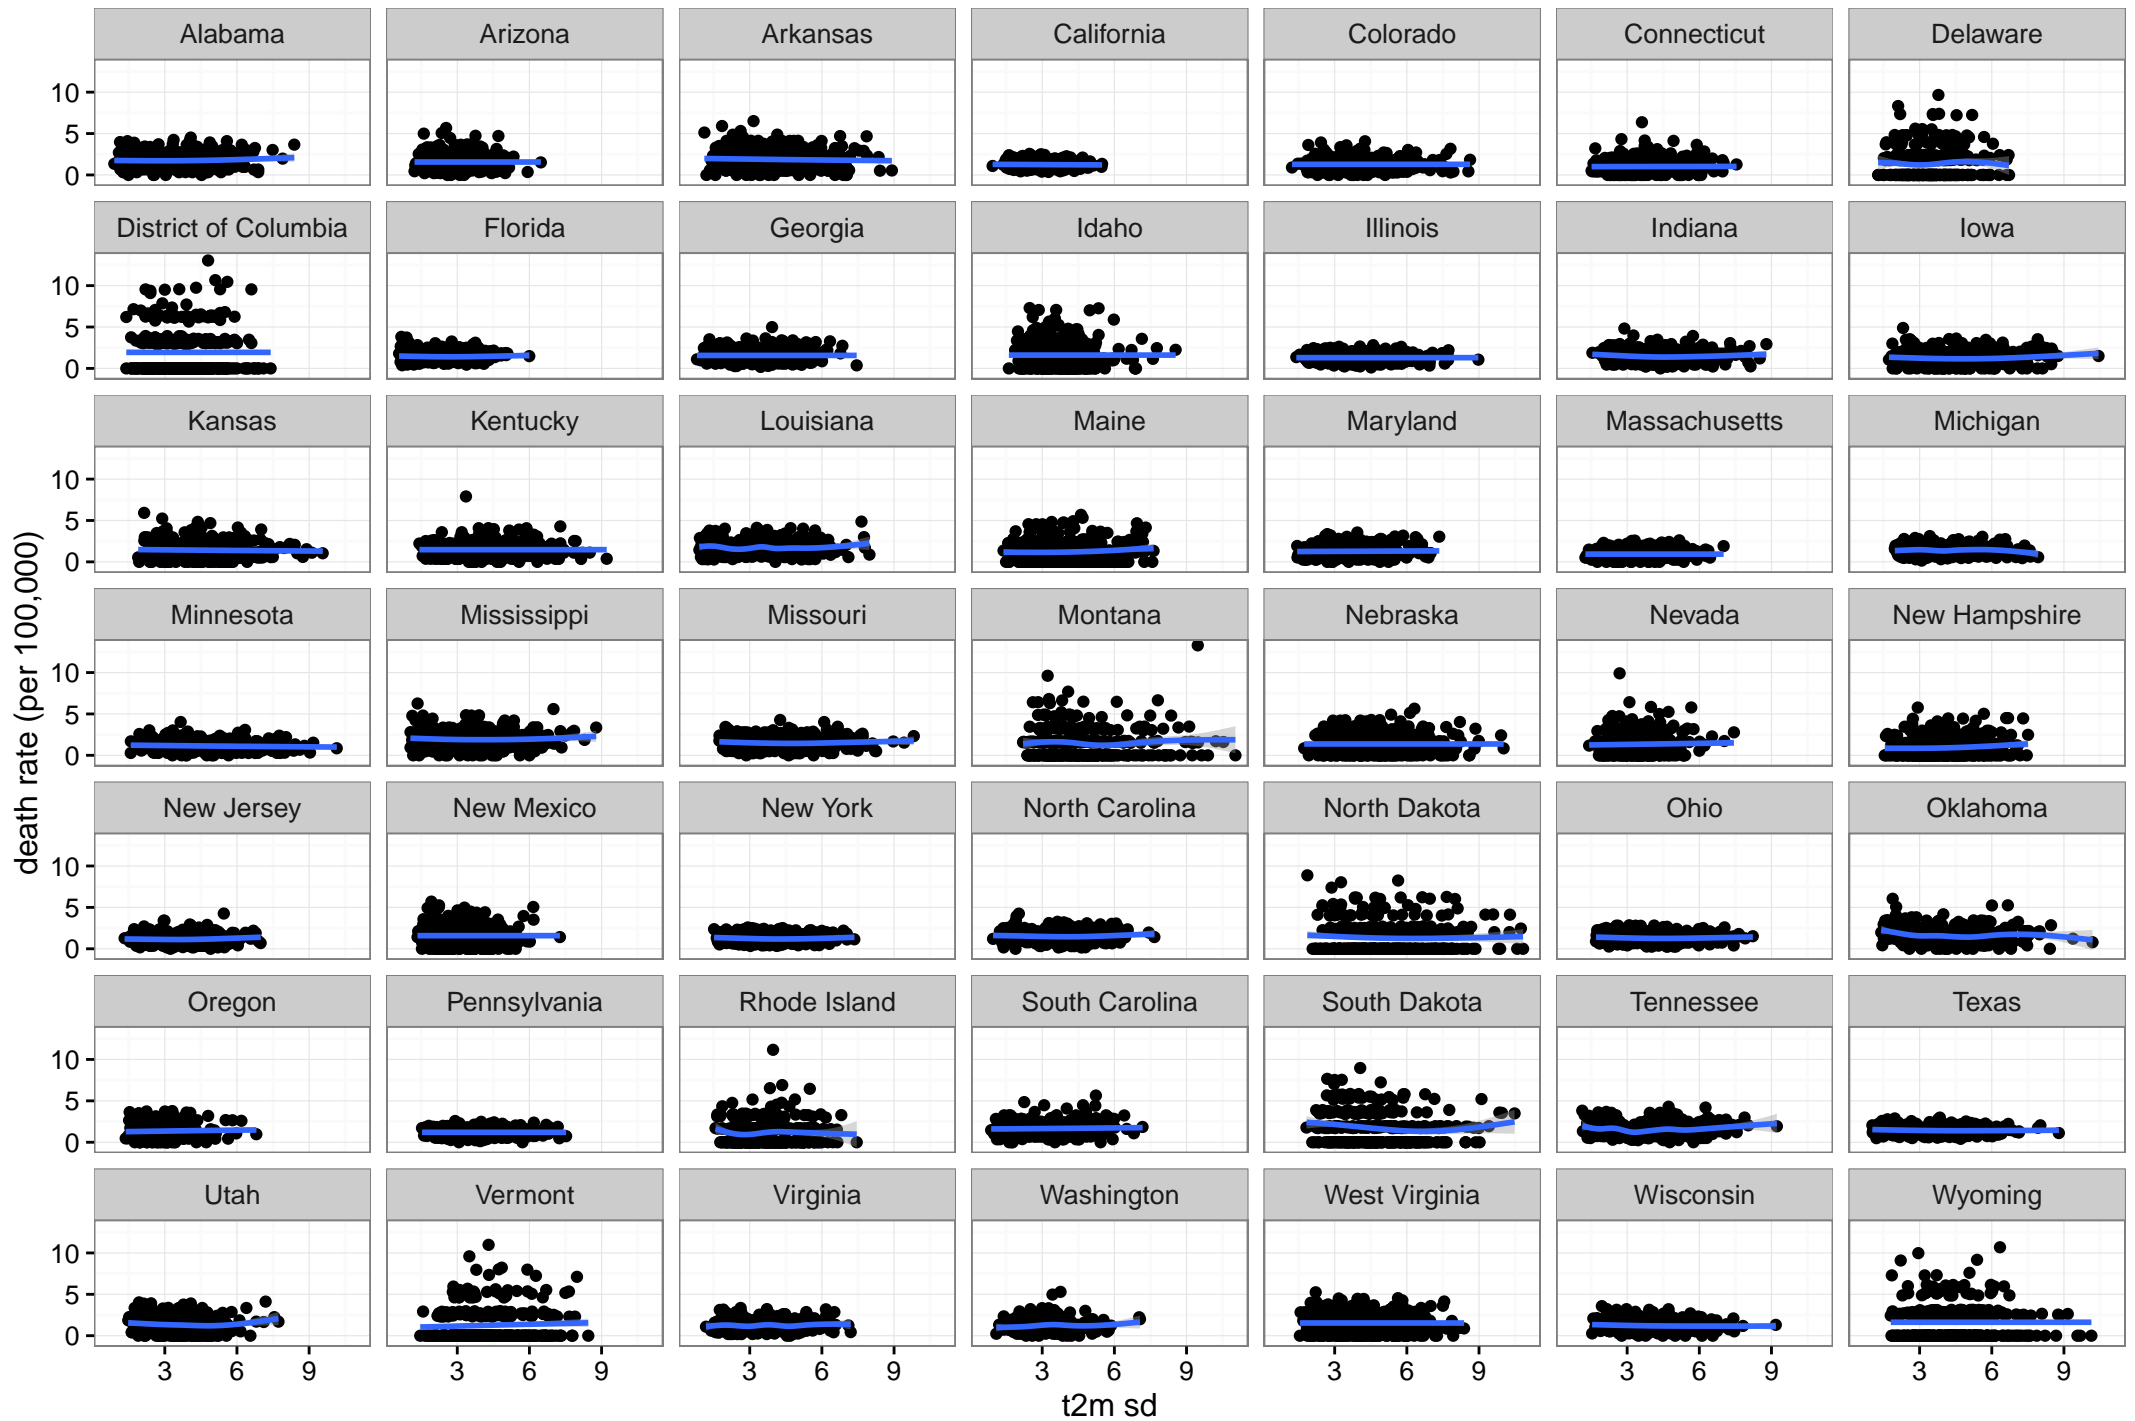 Alabama Arizona Arkansas California Colorado Connecticut Delaware
10
5
0
District of Columbia Florida Georgia Idaho Illinois Indiana Iowa
10
5
0
Kansas Kentucky Louisiana Maine Maryland Massachusetts Michigan
10
5
0
death rate (per 100,000)
Minnesota Mississippi Missouri Montana Nebraska Nevada New Hampshire
10
5
0
New Jersey New Mexico New York North Carolina North Dakota Ohio Oklahoma
10
5
0
Oregon Pennsylvania Rhode Island South Carolina South Dakota Tennessee Texas
10
5
0
Utah Vermont Virginia Washington West Virginia Wisconsin Wyoming
10
5
0
3 6 9 3 6 9 3 6 9 3 6 9 3 6 9 3 6 9 3 6 9
t2m sd